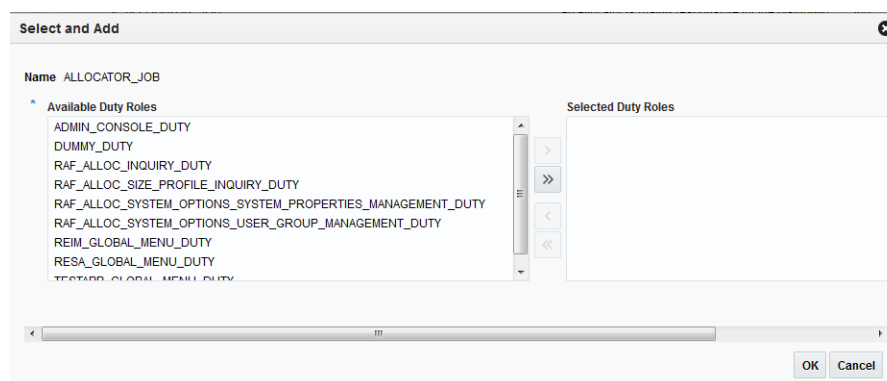 Select and Add
Name ALLOCATOR_JOB
* Available Duty Roles
Selected Duty Roles
ADMIN_CONSOLE_DUTY
DUMMY_DUTY
RAF_ALLOC_INQUIRY_DUTY
RAF_ALLOC_SIZE_PROFILE_INQUIRY_DUTY
RAF_ALLOC_SYSTEM_OPTIONS_SYSTEM_PROPERTIES_MANAGEMENT_DUTY
RAF_ALLOC_SYSTEM_OPTIONS_USER_GROUP_MANAGEMENT_DUTY
REIM_GLOBAL_MENU_DUTY
RESA_GLOBAL_MENU_DUTY
TESTAPP_GLOBAL_MENU_DUTY
OK Cancel